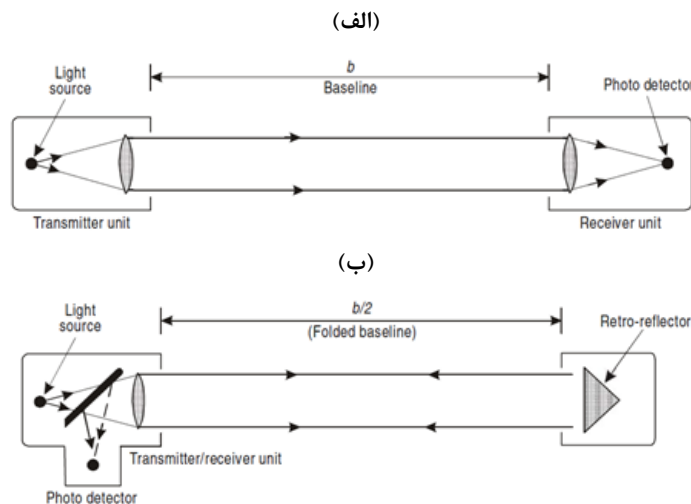 (الف)
Light
source
b
Baseline
Photo detector
Transmitter unit
Receiver unit
(ب)
Light
source
b/2
(Folded baseline)
Retro-reflector
Transmitter/receiver unit
Photo detector